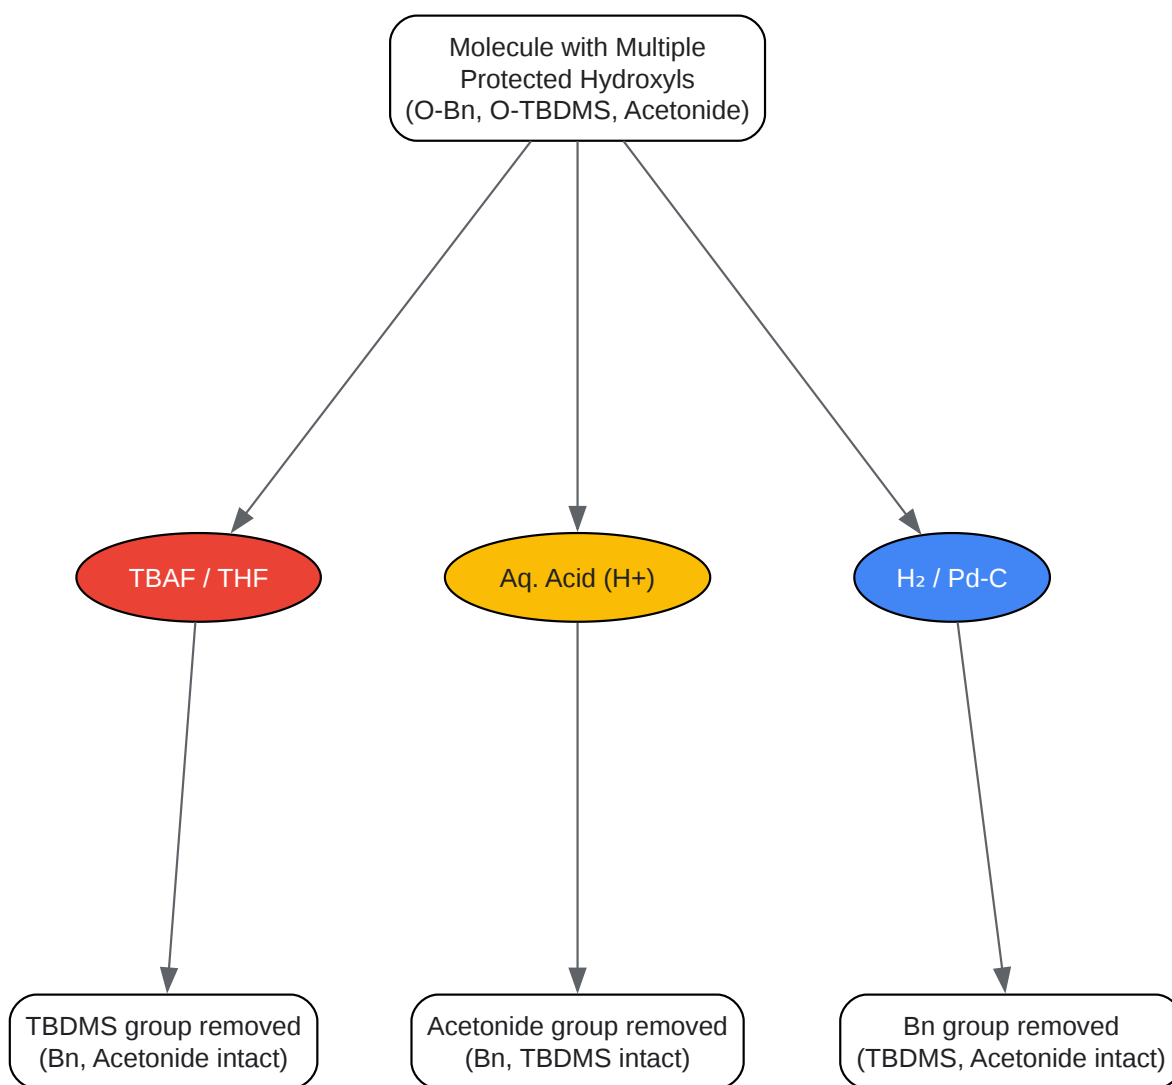 Molecule with Multiple
Protected Hydroxyls
(O-Bn, O-TBDMS, Acetonide)
TBAF / THF
Aq. Acid (H+)
H₂ / Pd-C
TBDMS group removed
(Bn, Acetonide intact)
Acetonide group removed
(Bn, TBDMS intact)
Bn group removed
(TBDMS, Acetonide intact)